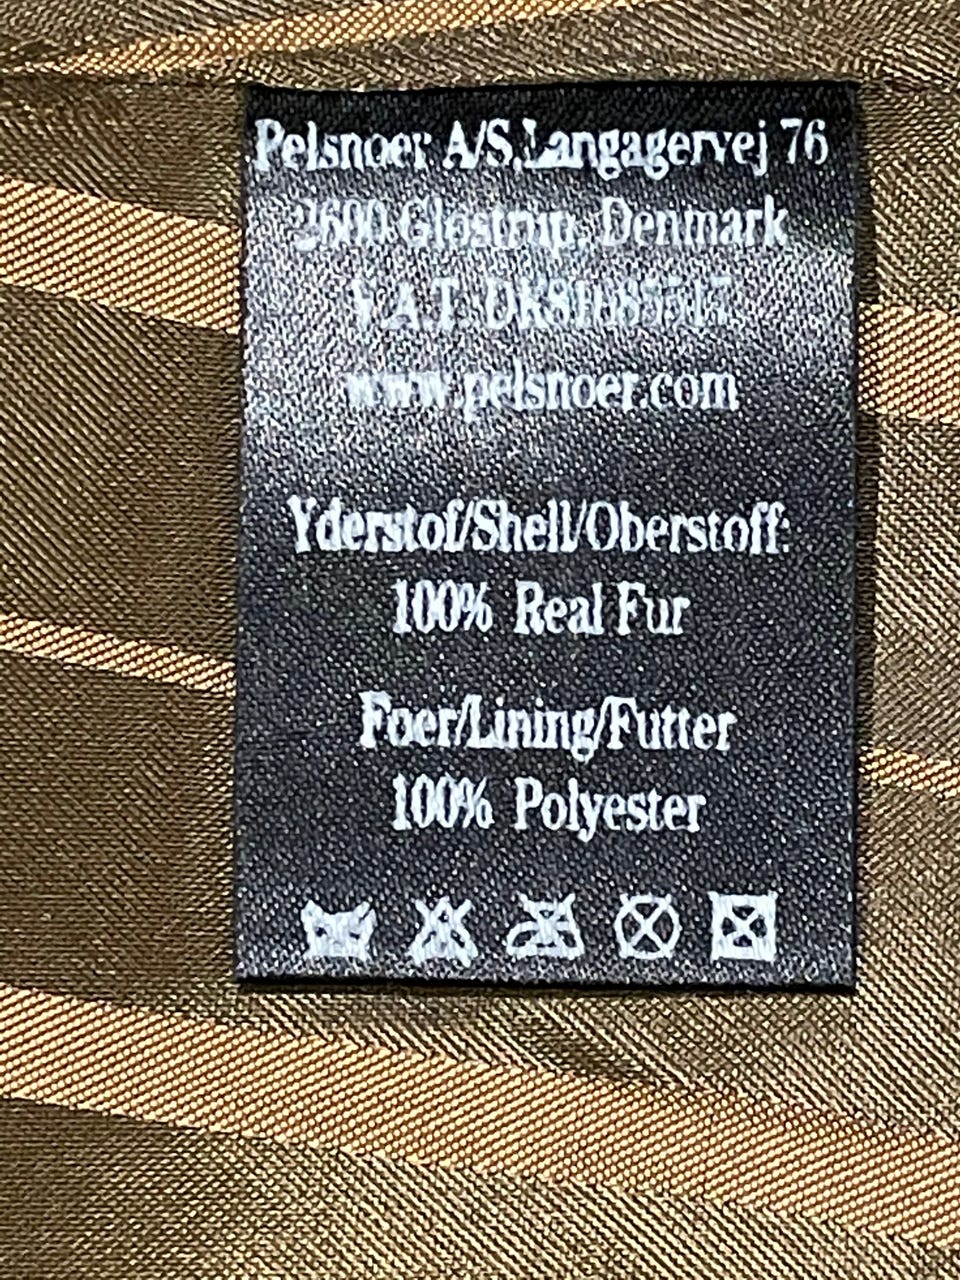 Pelsnoer A/S.Langagervej 76
2600 Glostrup, Denmark
V.A.T.
www.pelsnoer.com
Yderstof/Shell/Oberstoff:
100% Real Fur
Foer/Lining/Futter
100% Polyester